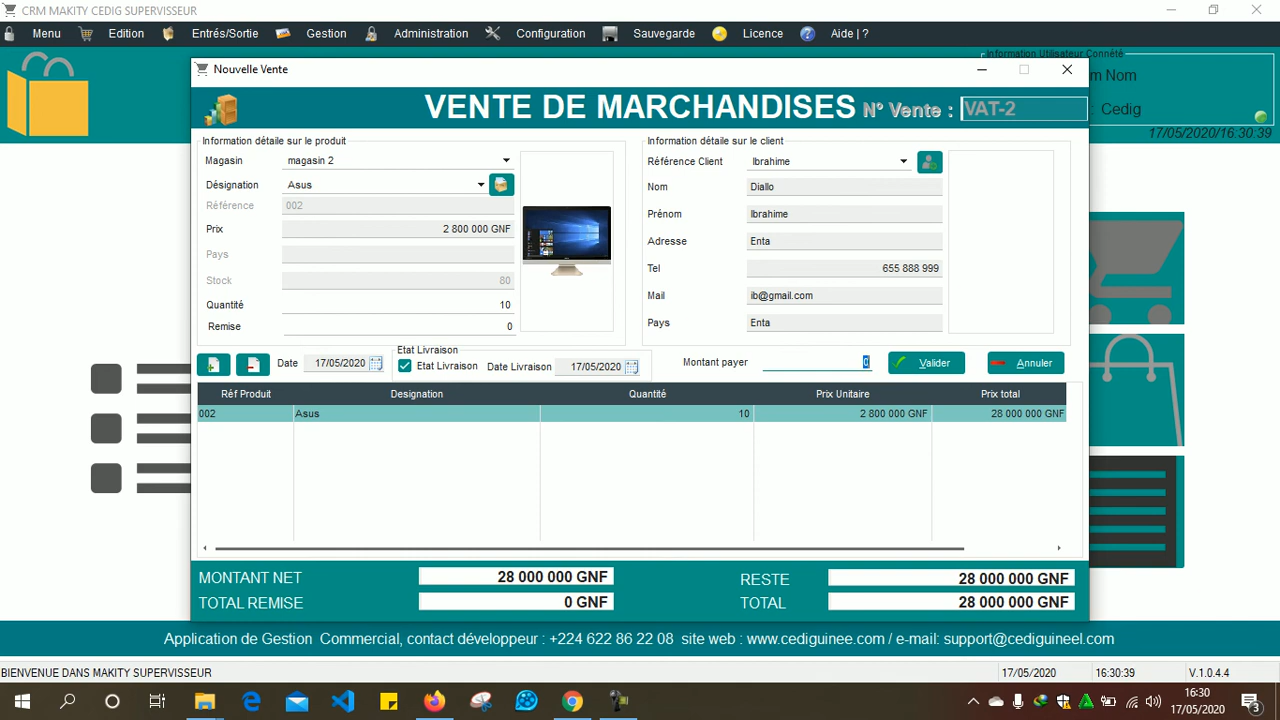 CRM MAKITY CEDIG SUPERVISSEUR
Menu Edition Entrés/Sortie Gestion Administration Configuration Sauvegarde Licence Aide | ?
Information Utilisateur Connété
m Nom
: Cedig
17/05/2020/16:30:39
Nouvelle Vente
VENTE DE MARCHANDISES N° Vente : VAT-2
Information détaile sur le produit
Magasin magasin 2
Désignation Asus
Référence 002
Prix 2 800 000 GNF
Pays
Stock 80
Quantité 10
Remise 0
Information détaile sur le client
Référence Client Ibrahime
Nom Diallo
Prénom Ibrahime
Adresse Enta
Tel 655 888 999
Mail ib@gmail.com
Pays Enta
Date 17/05/2020
Etat Livraison
Etat Livraison Date Livraison 17/05/2020
Montant payer 0 Valider Annuler
Réf Produit Designation Quantité Prix Unitaire Prix total
002 Asus 10 2 800 000 GNF 28 000 000 GNF
MONTANT NET 28 000 000 GNF RESTE 28 000 000 GNF
TOTAL REMISE 0 GNF TOTAL 28 000 000 GNF
Application de Gestion Commercial, contact développeur : +224 622 86 22 08 site web : www.cediguinee.com / e-mail: support@cediguineel.com
BIENVENUE DANS MAKITY SUPERVISSEUR 17/05/2020 16:30:39 V.1.0.4.4
16:30
17/05/2020
3